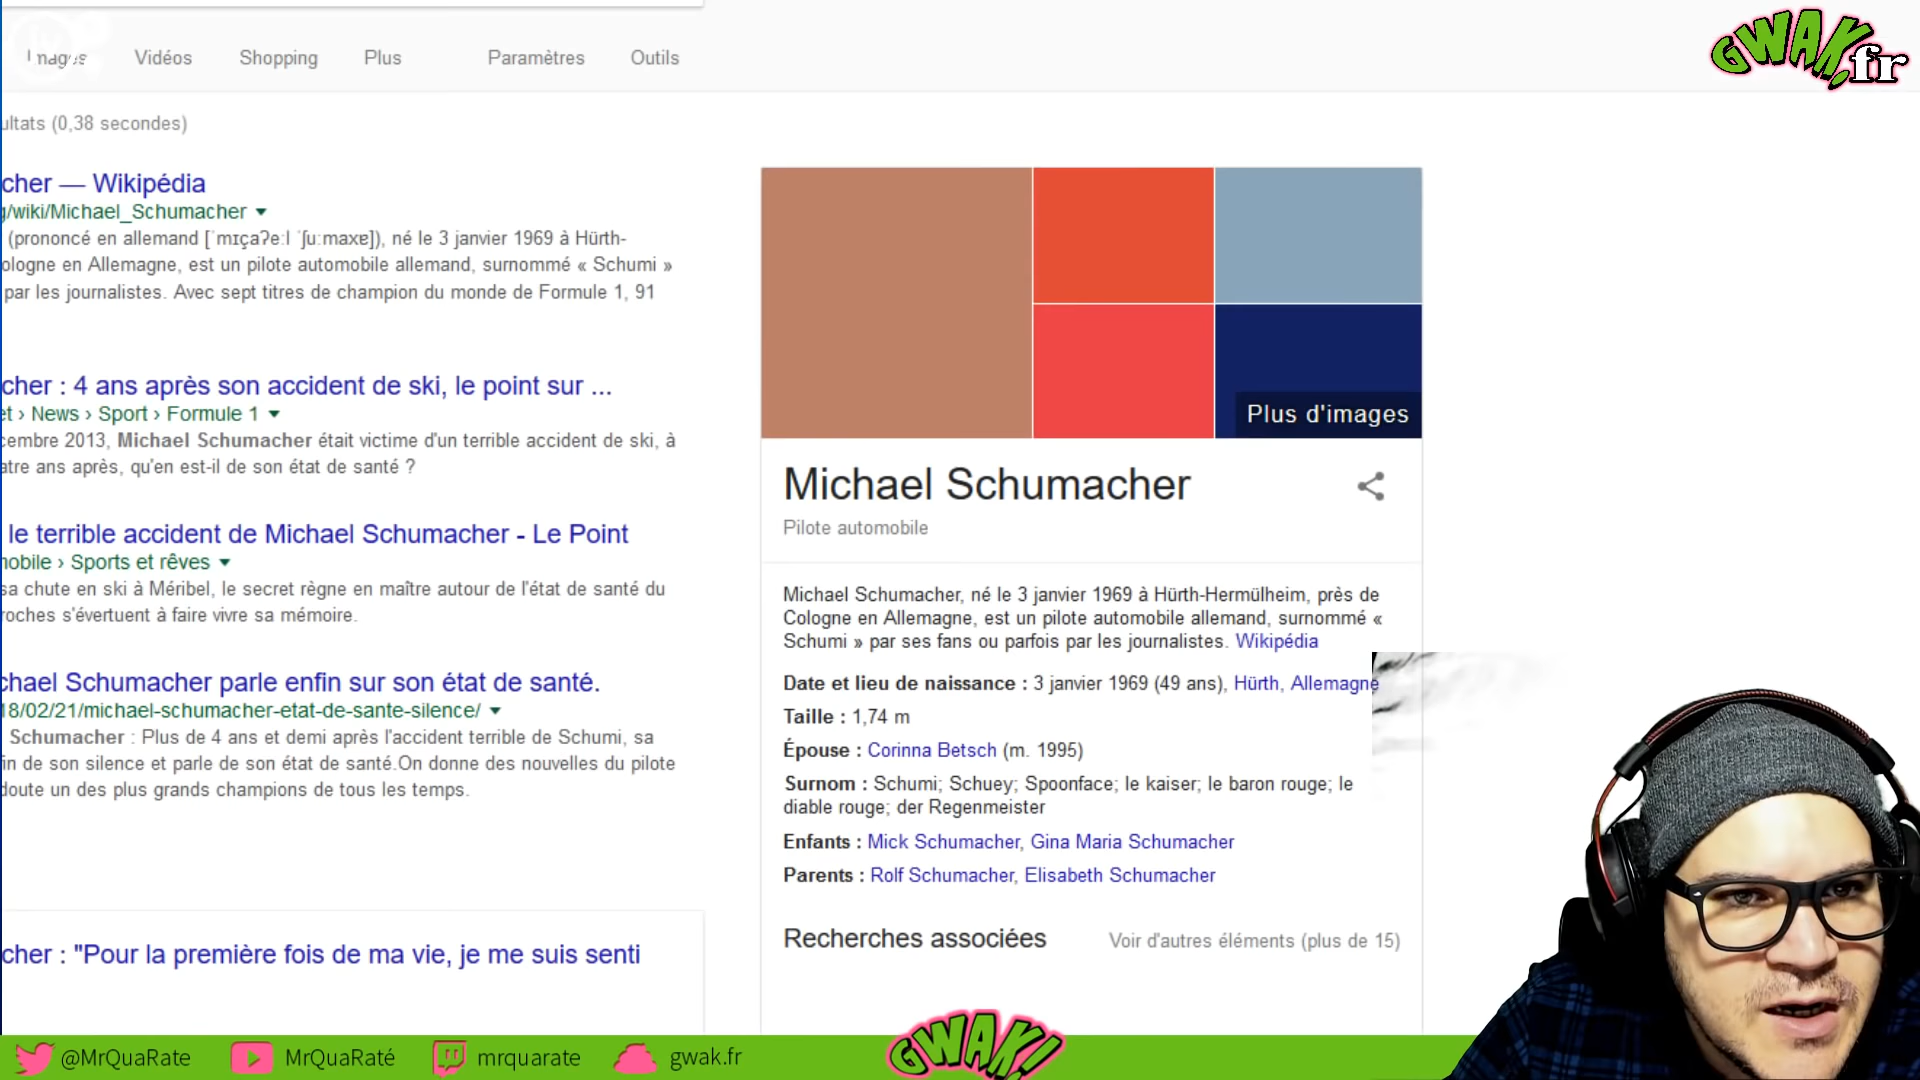 Images Vidéos Shopping Plus Paramètres Outils
GWAK!.fr
ultats (0,38 secondes)
cher — Wikipédia
g/wiki/Michael_Schumacher
(prononcé en allemand [ˈmɪçaʔeːl ˈʃuːmaxɐ]), né le 3 janvier 1969 à Hürth-
ologne en Allemagne, est un pilote automobile allemand, surnommé « Schumi »
par les journalistes. Avec sept titres de champion du monde de Formule 1, 91
cher : 4 ans après son accident de ski, le point sur ...
et › News › Sport › Formule 1
cembre 2013, Michael Schumacher était victime d'un terrible accident de ski, à
atre ans après, qu'en est-il de son état de santé ?
le terrible accident de Michael Schumacher - Le Point
mobile › Sports et rêves
sa chute en ski à Méribel, le secret règne en maître autour de l'état de santé du
roches s'évertuent à faire vivre sa mémoire.
chael Schumacher parle enfin sur son état de santé.
18/02/21/michael-schumacher-etat-de-sante-silence/
Schumacher : Plus de 4 ans et demi après l'accident terrible de Schumi, sa
in de son silence et parle de son état de santé.On donne des nouvelles du pilote
doute un des plus grands champions de tous les temps.
cher : "Pour la première fois de ma vie, je me suis senti
Plus d'images
Michael Schumacher
Pilote automobile
Michael Schumacher, né le 3 janvier 1969 à Hürth-Hermülheim, près de
Cologne en Allemagne, est un pilote automobile allemand, surnommé «
Schumi » par ses fans ou parfois par les journalistes. Wikipédia
Date et lieu de naissance : 3 janvier 1969 (49 ans), Hürth, Allemagne
Taille : 1,74 m
Épouse : Corinna Betsch (m. 1995)
Surnom : Schumi; Schuey; Spoonface; le kaiser; le baron rouge; le
diable rouge; der Regenmeister
Enfants : Mick Schumacher, Gina Maria Schumacher
Parents : Rolf Schumacher, Elisabeth Schumacher
Recherches associées Voir d'autres éléments (plus de 15)
@MrQuaRate MrQuaRaté mrquarate gwak.fr GWAK!